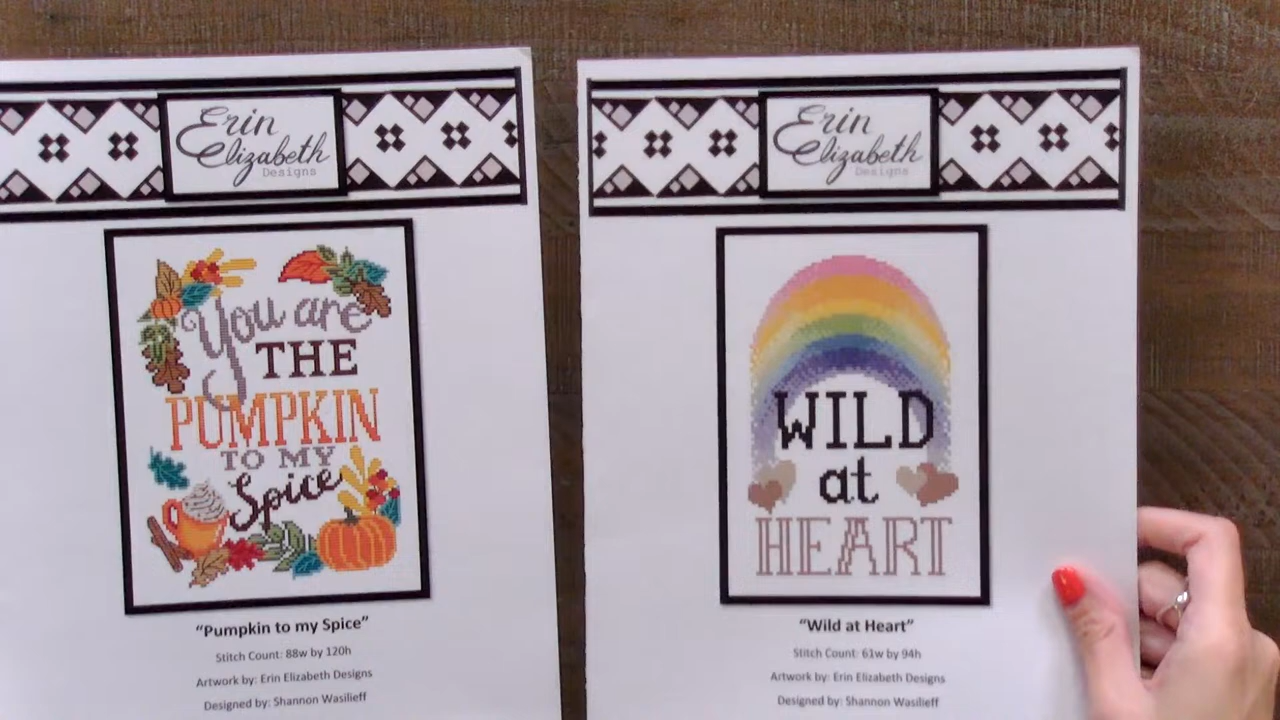 Erin
Elizabeth
Designs
You are
THE
PUMPKIN
TO MY
Spice
"Pumpkin to my Spice"
Stitch Count: 88w by 120h
Artwork by: Erin Elizabeth Designs
Designed by: Shannon Wasilieff
Erin
Elizabeth
Designs
WILD
at
HEART
"Wild at Heart"
Stitch Count: 61w by 94h
Artwork by: Erin Elizabeth Designs
Designed by: Shannon Wasilieff